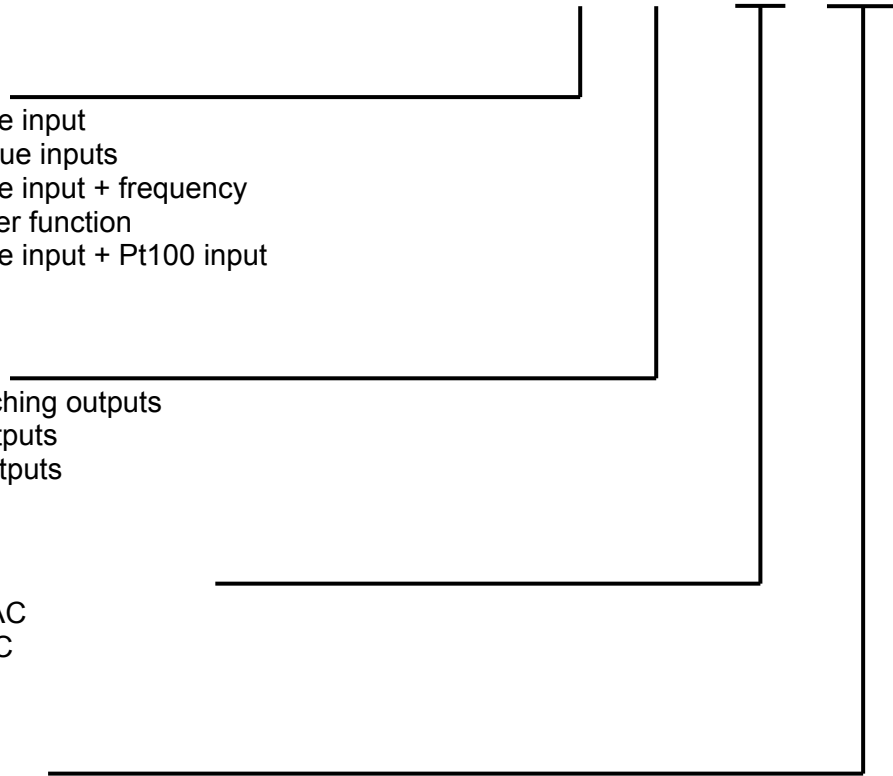 e input
ue inputs
e input + frequency
er function
e input + Pt100 input
ching outputs
tputs
tputs
AC
C